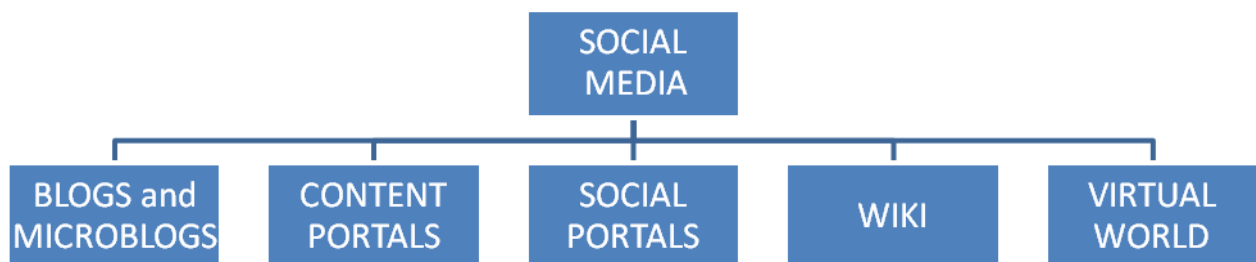 SOCIAL
MEDIA
BLOGS and
MICROBLOGS
CONTENT
PORTALS
SOCIAL
PORTALS
WIKI
VIRTUAL
WORLD